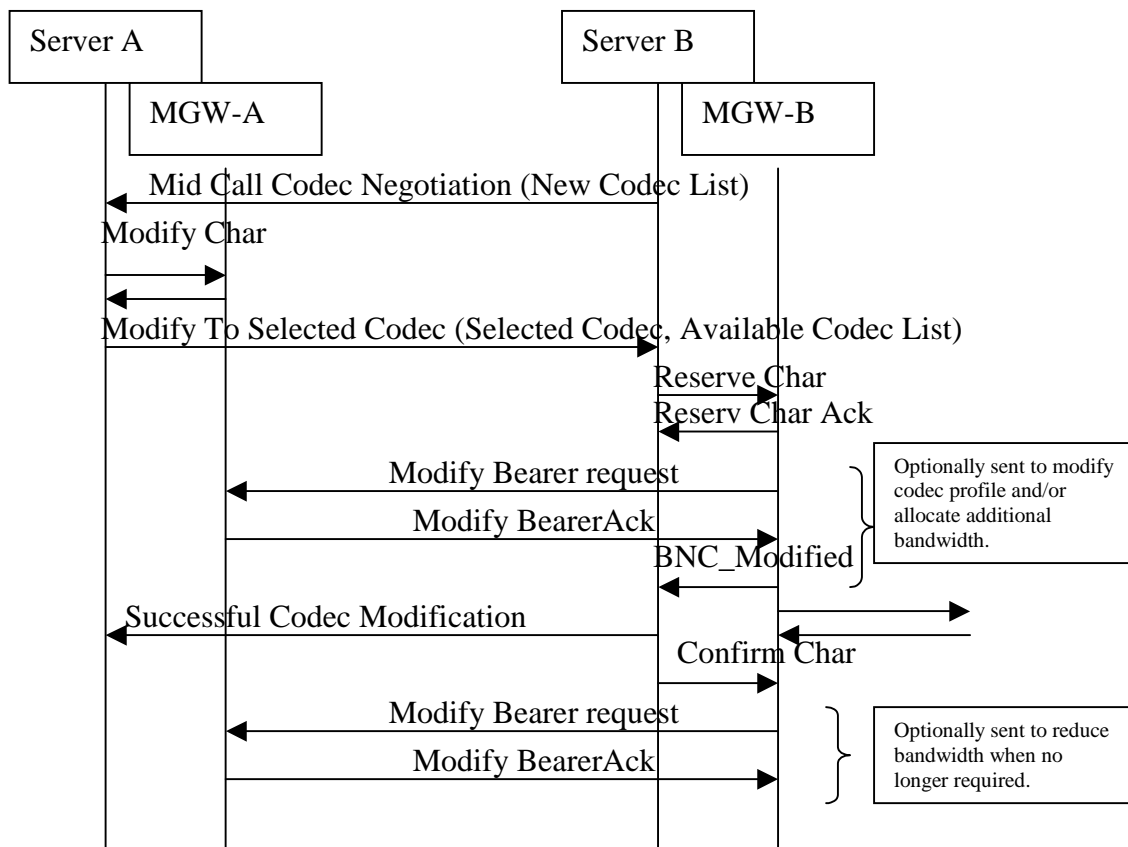 Server A
Server B
MGW-A
MGW-B
Mid Call Codec Negotiation (New Codec List)
Modify Char
Modify To Selected Codec (Selected Codec, Available Codec List)
Reserve Char
Reserv Char Ack
Modify Bearer request
Optionally sent to modify
codec profile and/or
allocate additional
bandwidth.
Modify BearerAck
BNC_Modified
Successful Codec Modification
Confirm Char
Modify Bearer request
Optionally sent to reduce
bandwidth when no
longer required.
Modify BearerAck